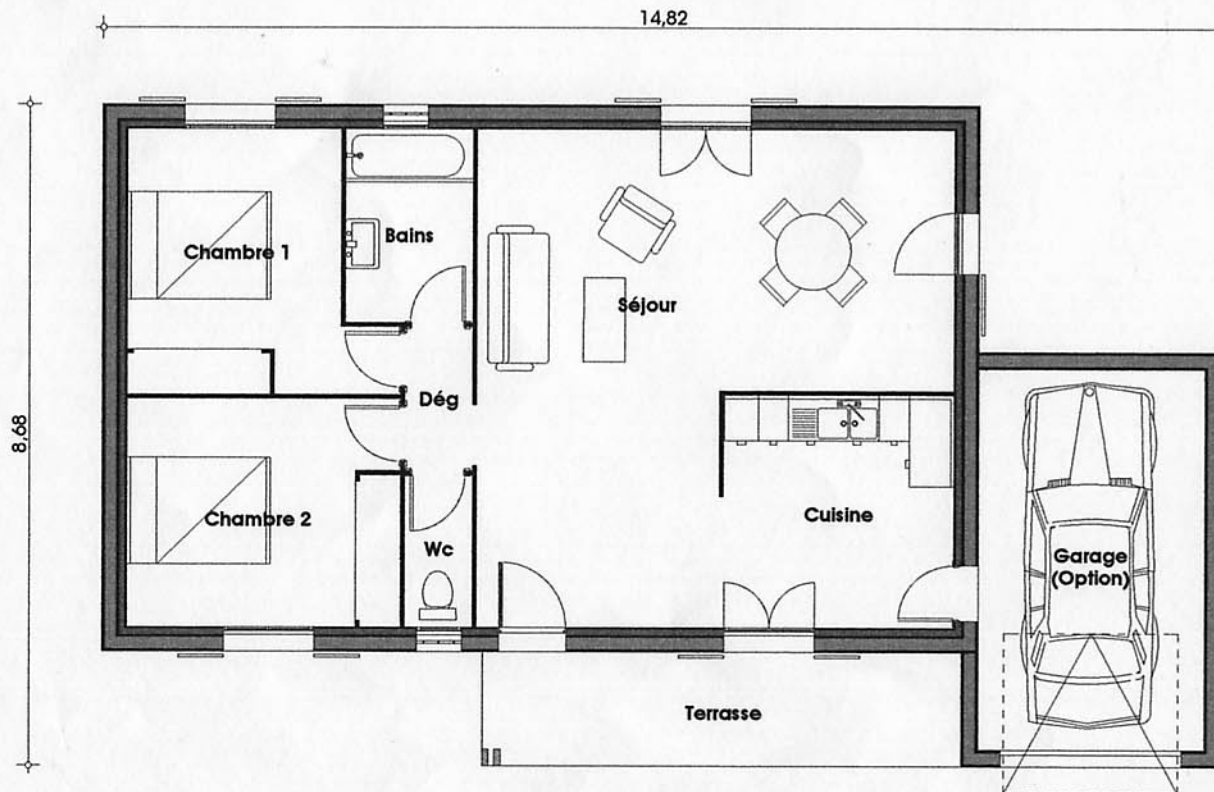 14,82
8,68
Chambre 1
Bains
Séjour
Dég
Chambre 2
Wc
Cuisine
Garage
(Option)
Terrasse